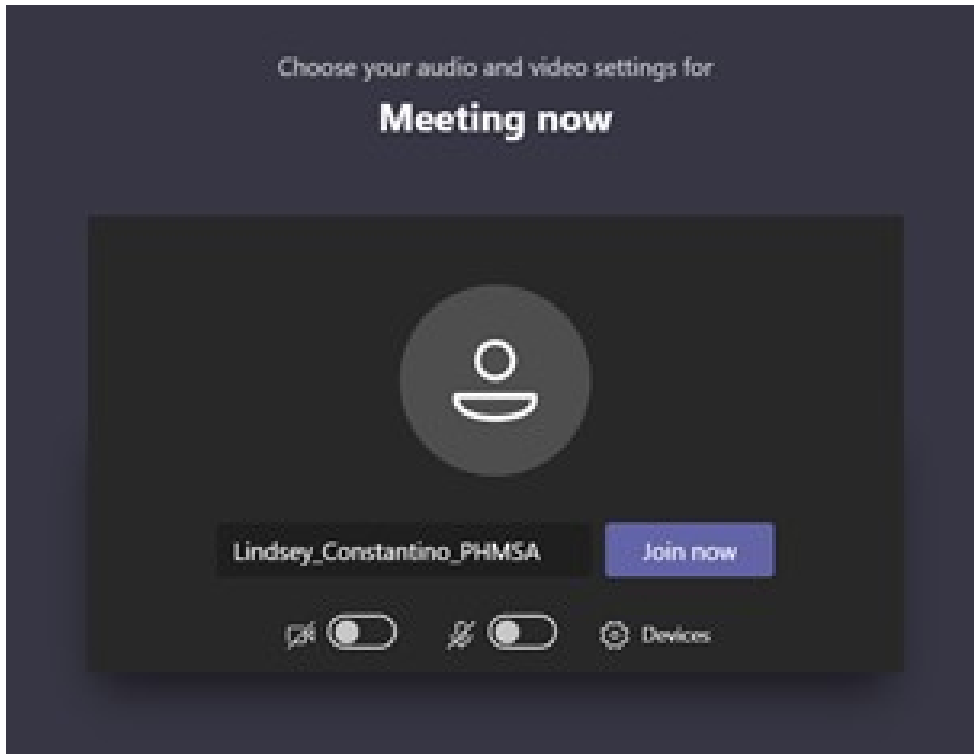 Choose your audio and video settings for
Meeting now
Lindsey_Constantino_PHMSA
Join now
Devices